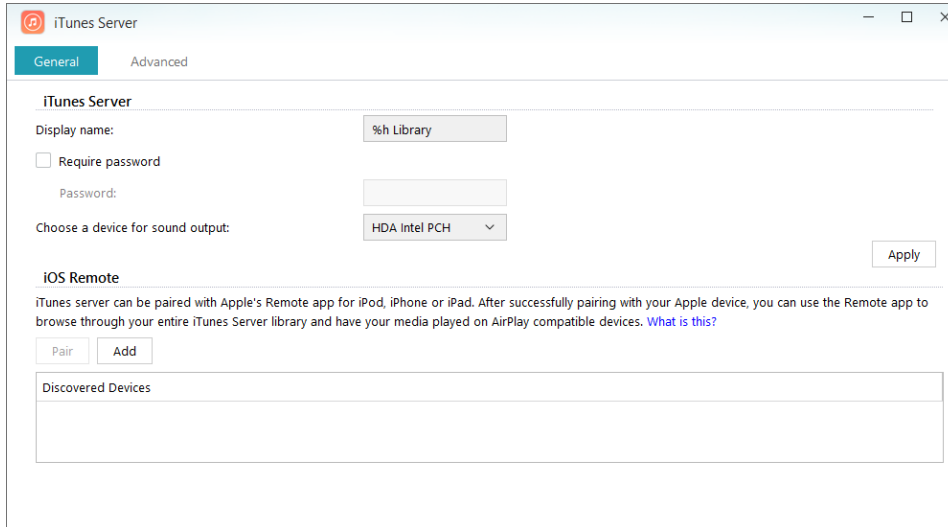 iTunes Server
General Advanced
iTunes Server
Display name: %h Library
Require password
Password:
Choose a device for sound output: HDA Intel PCH
Apply
iOS Remote
iTunes server can be paired with Apple's Remote app for iPod, iPhone or iPad. After successfully pairing with your Apple device, you can use the Remote app to
browse through your entire iTunes Server library and have your media played on AirPlay compatible devices. What is this?
Pair Add
Discovered Devices